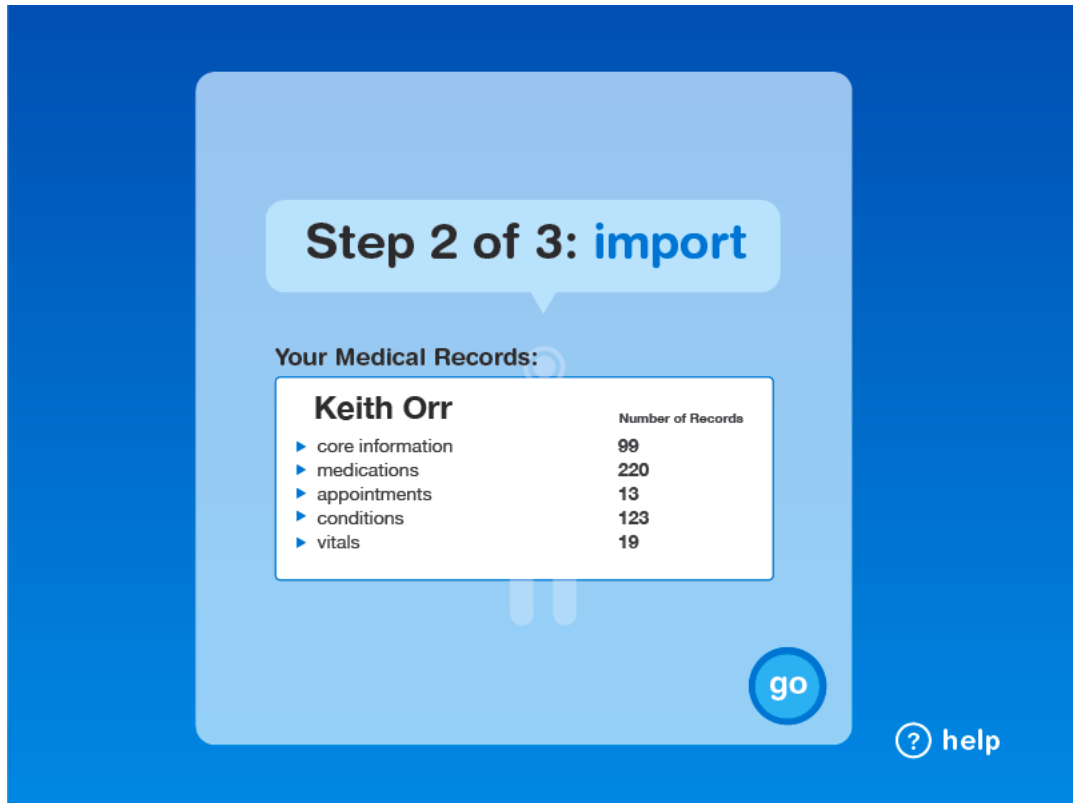 Step 2 of 3: import
Your Medical Records:
Keith Orr
Number of Records
core information 99
medications 220
appointments 13
conditions 123
vitals 19
go
? help